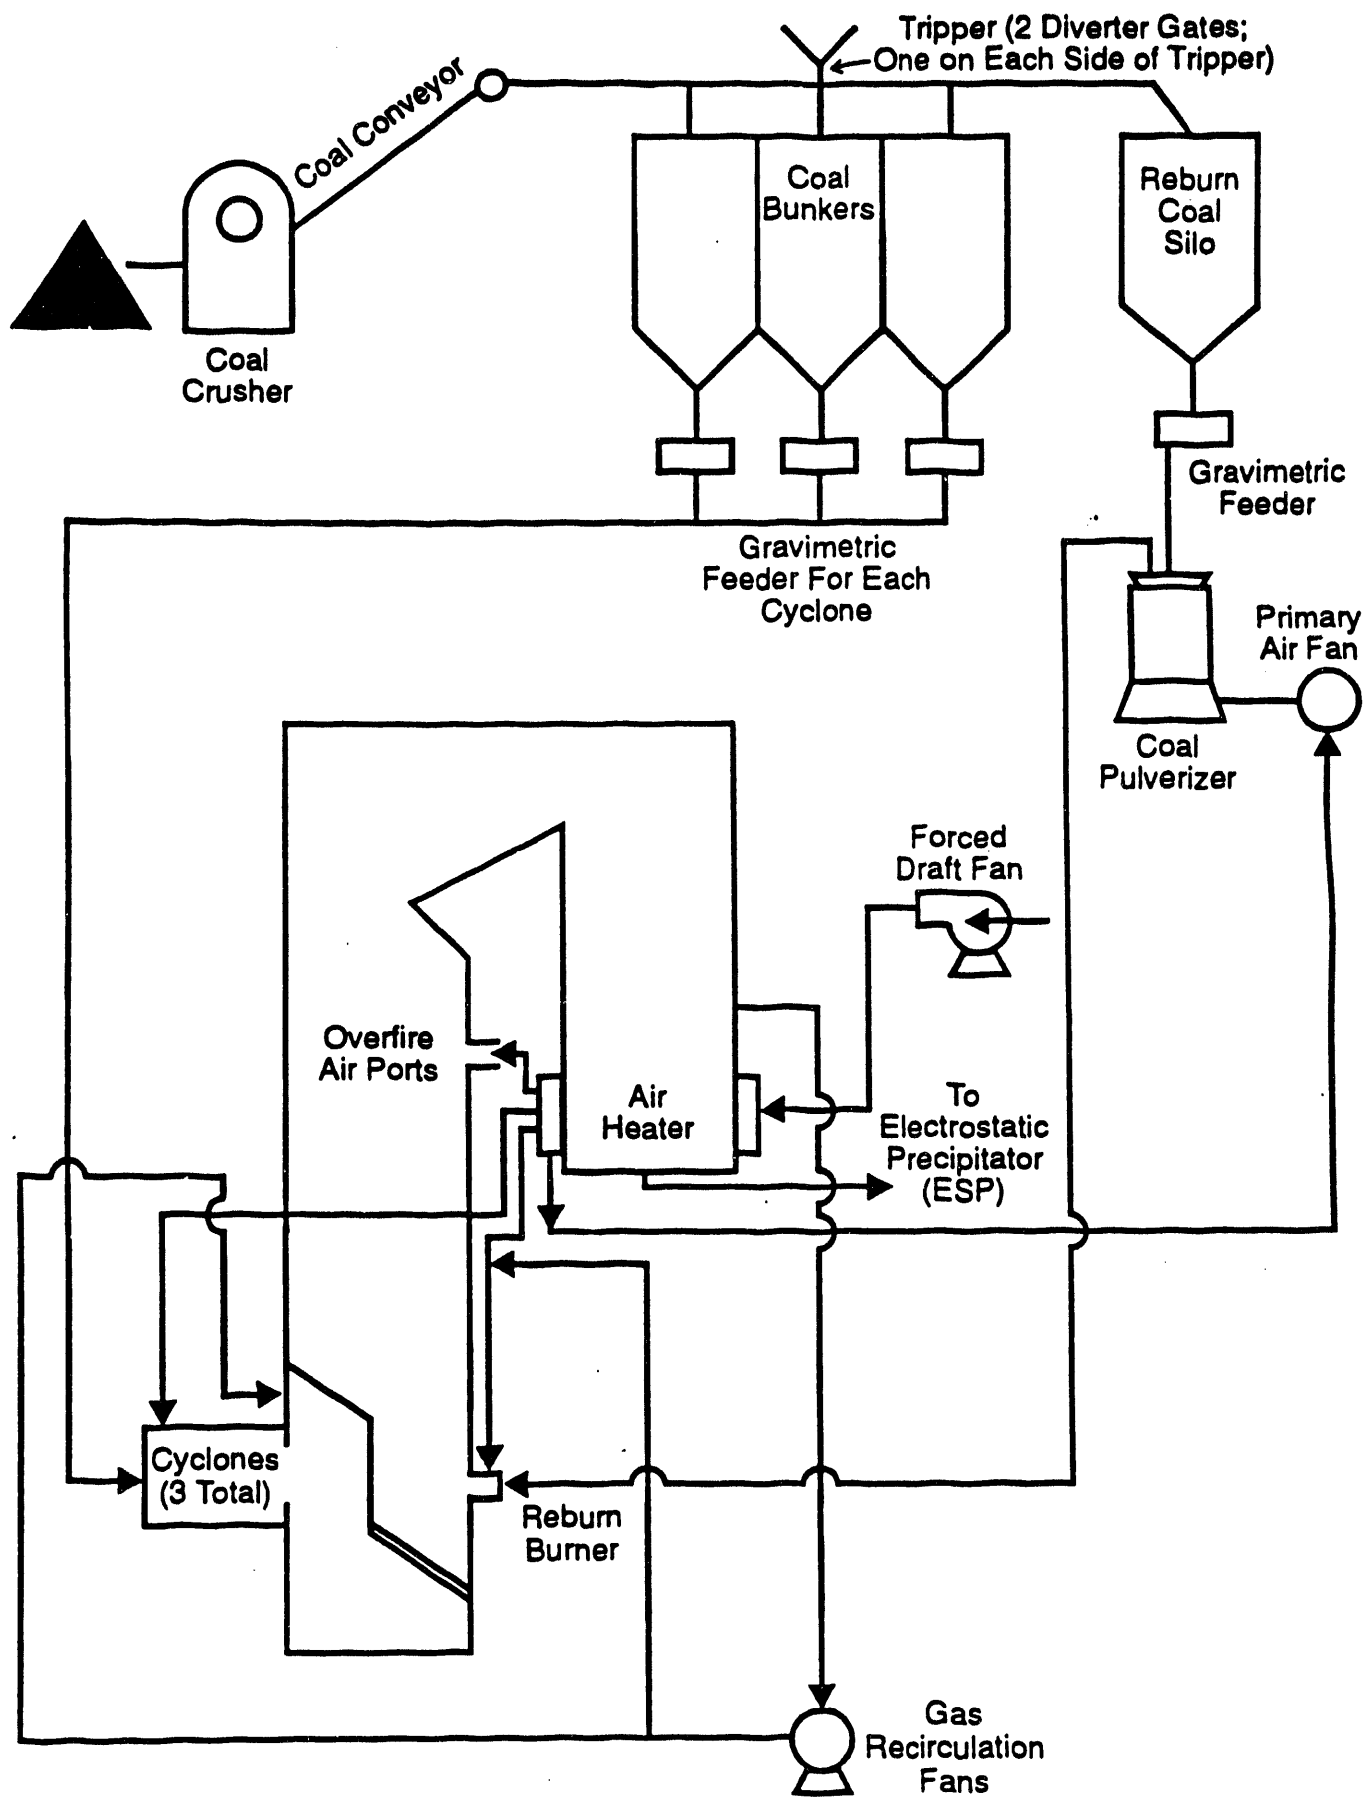 Tripper (2 Diverter Gates;
One on Each Side of Tripper)
Coal Conveyor
Coal
Bunkers
Reburn
Coal
Silo
Coal
Crusher
Gravimetric
Feeder
Gravimetric
Feeder For Each
Cyclone
Primary
Air Fan
Coal
Pulverizer
Forced
Draft Fan
Overfire
Air Ports
Air
Heater
To
Electrostatic
Precipitator
(ESP)
Cyclones
(3 Total)
Reburn
Burner
Gas
Recirculation
Fans